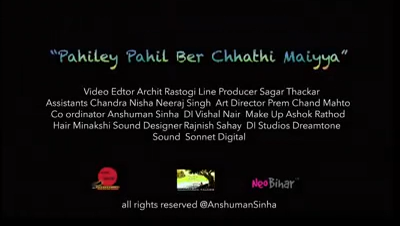 “Pahiley Pahil Ber Chhathi Maiyya”
Video Edtor Archit Rastogi Line Producer Sagar Thackar
Assistants Chandra Nisha Neeraj Singh Art Director Prem Chand Mahto
Co ordinator Anshuman Sinha DI Vishal Nair Make Up Ashok Rathod
Hair Minakshi Sound Designer Rajnish Sahay DI Studios Dreamtone
Sound Sonnet Digital
NeoBihar
all rights reserved @AnshumanSinha